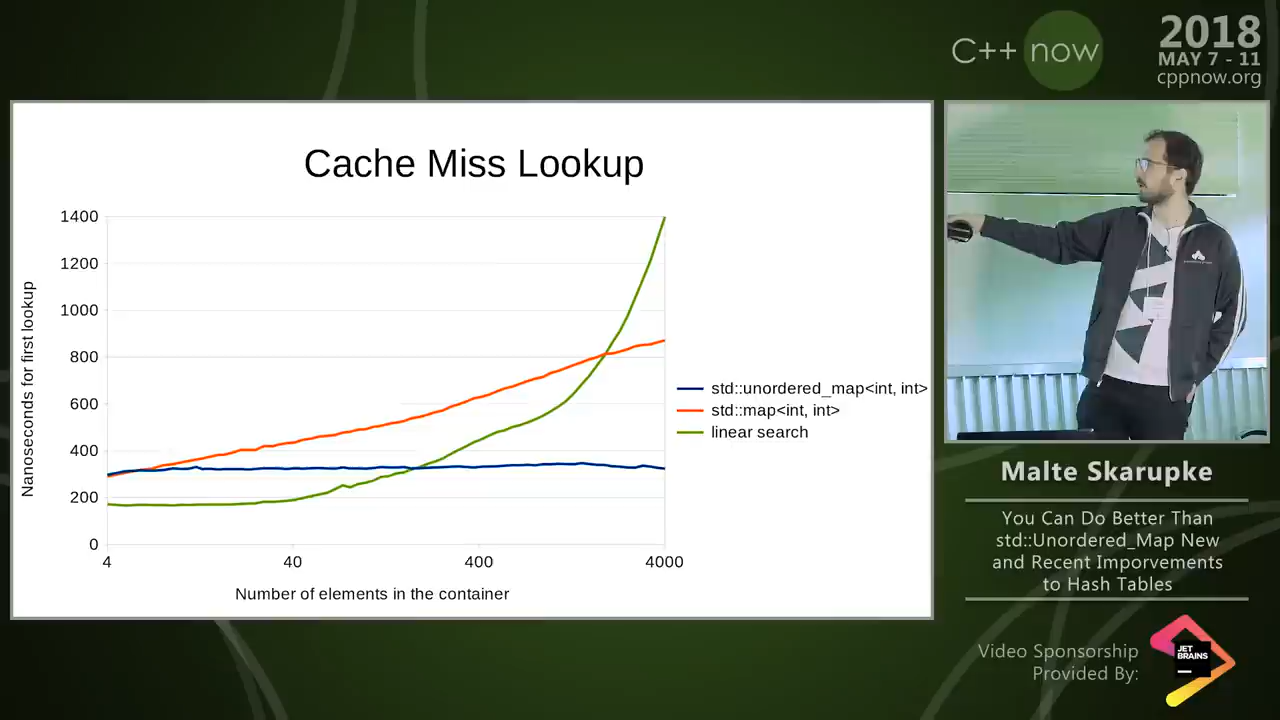 C++ now
2018
MAY 7 - 11
cppnow.org
Cache Miss Lookup
Nanoseconds for first lookup
1400
1200
1000
800
600
400
200
0
4
40
400
4000
Number of elements in the container
std::unordered_map<int, int>
std::map<int, int>
linear search
Malte Skarupke
You Can Do Better Than
std::Unordered_Map New
and Recent Imporvements
to Hash Tables
Video Sponsorship
Provided By:
JET
BRAINS